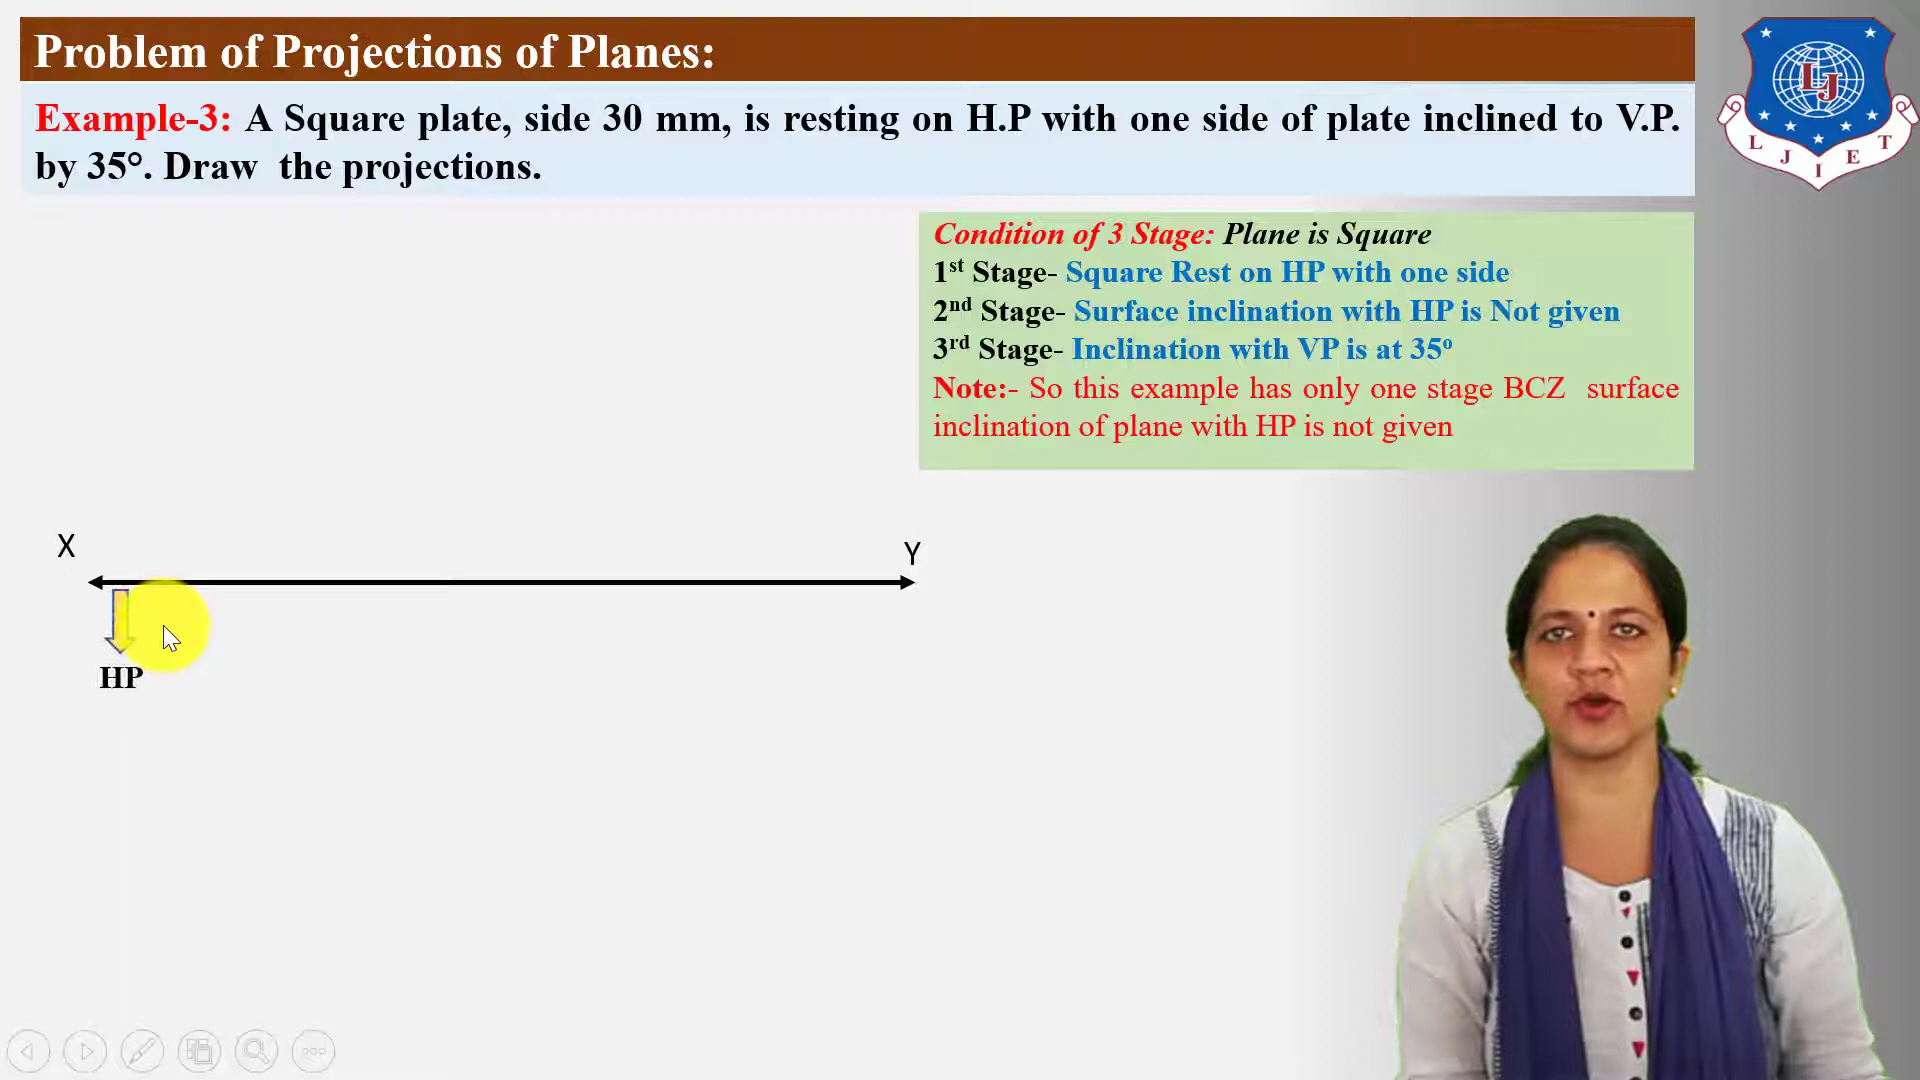 Problem of Projections of Planes:
Example-3: A Square plate, side 30 mm, is resting on H.P with one side of plate inclined to V.P.
by 35°. Draw the projections.
LJ
L J I E T
Condition of 3 Stage: Plane is Square
1st Stage- Square Rest on HP with one side
2nd Stage- Surface inclination with HP is Not given
3rd Stage- Inclination with VP is at 35o
Note:- So this example has only one stage BCZ surface
inclination of plane with HP is not given
X
Y
HP